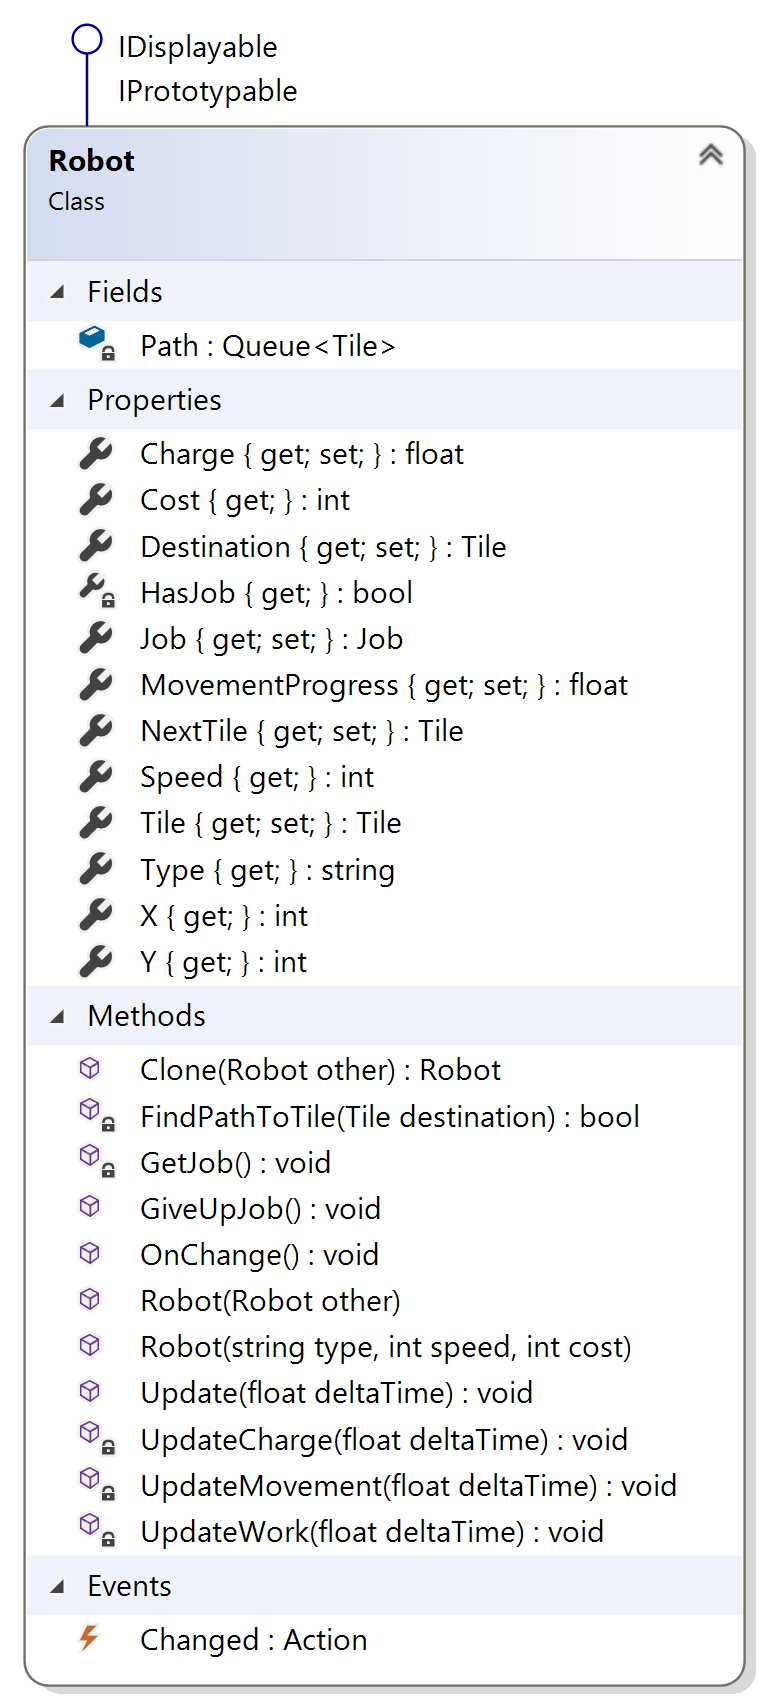 IDisplayable
IPrototypable
Robot
Class
Fields
Path : Queue<Tile>
Properties
Charge { get; set; } : float
Cost { get; } : int
Destination { get; set; } : Tile
HasJob { get; } : bool
Job { get; set; } : Job
MovementProgress { get; set; } : float
NextTile { get; set; } : Tile
Speed { get; } : int
Tile { get; set; } : Tile
Type { get; } : string
X { get; } : int
Y { get; } : int
Methods
Clone(Robot other) : Robot
FindPathToTile(Tile destination) : bool
GetJob() : void
GiveUpJob() : void
OnChange() : void
Robot(Robot other)
Robot(string type, int speed, int cost)
Update(float deltaTime) : void
UpdateCharge(float deltaTime) : void
UpdateMovement(float deltaTime) : void
UpdateWork(float deltaTime) : void
Events
Changed : Action